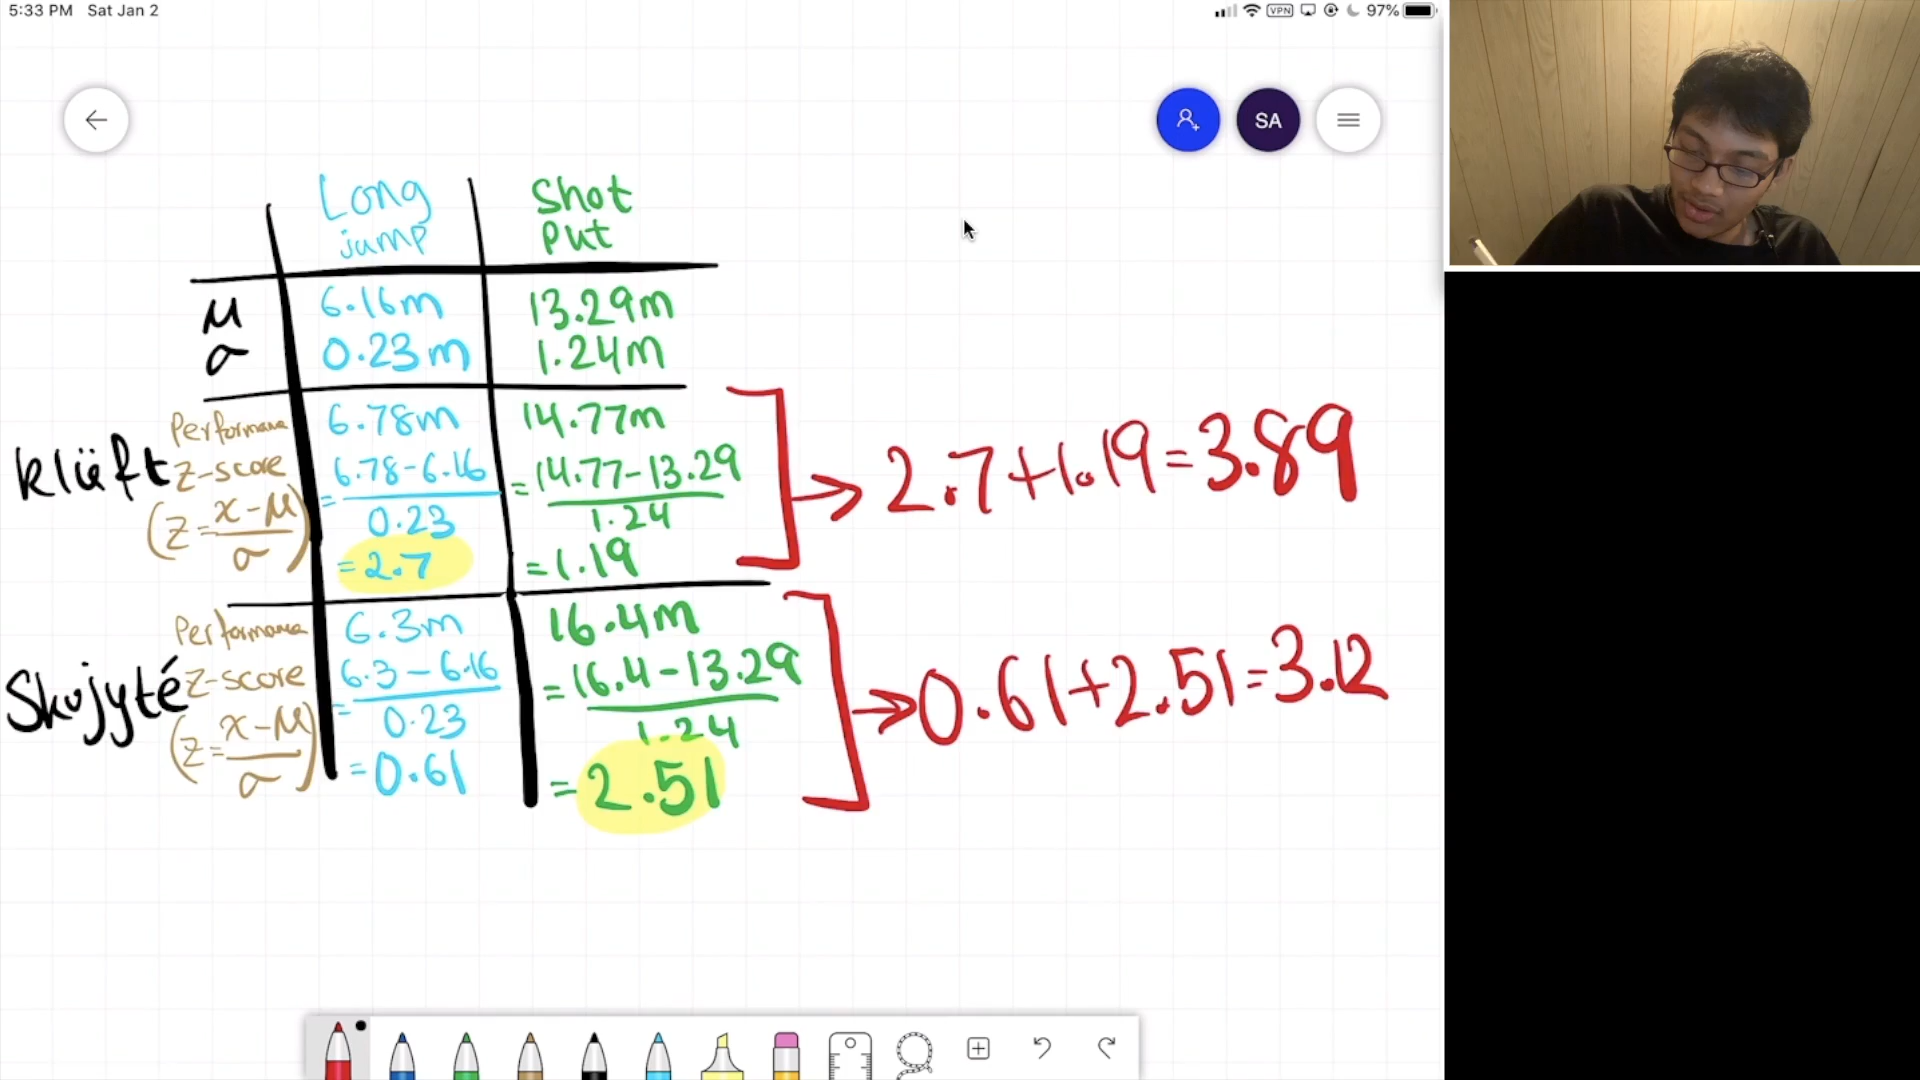 5:33 PM Sat Jan 2
VPN 97%
SA
Long jump
Shot Put
μ 6.16m 13.29m
σ 0.23m 1.24m
klüft
Performance 6.78m 14.77m
z-score = 6.78-6.16 / 0.23 = 14.77-13.29 / 1.24
(z = x-μ / σ)
= 2.7 = 1.19
→ 2.7+1.19=3.89
Skujyté
Performance 6.3m 16.4m
z-score = 6.3-6.16 / 0.23 = 16.4-13.29 / 1.24
(z = x-μ / σ)
= 0.61 = 2.51
→ 0.61+2.51=3.12